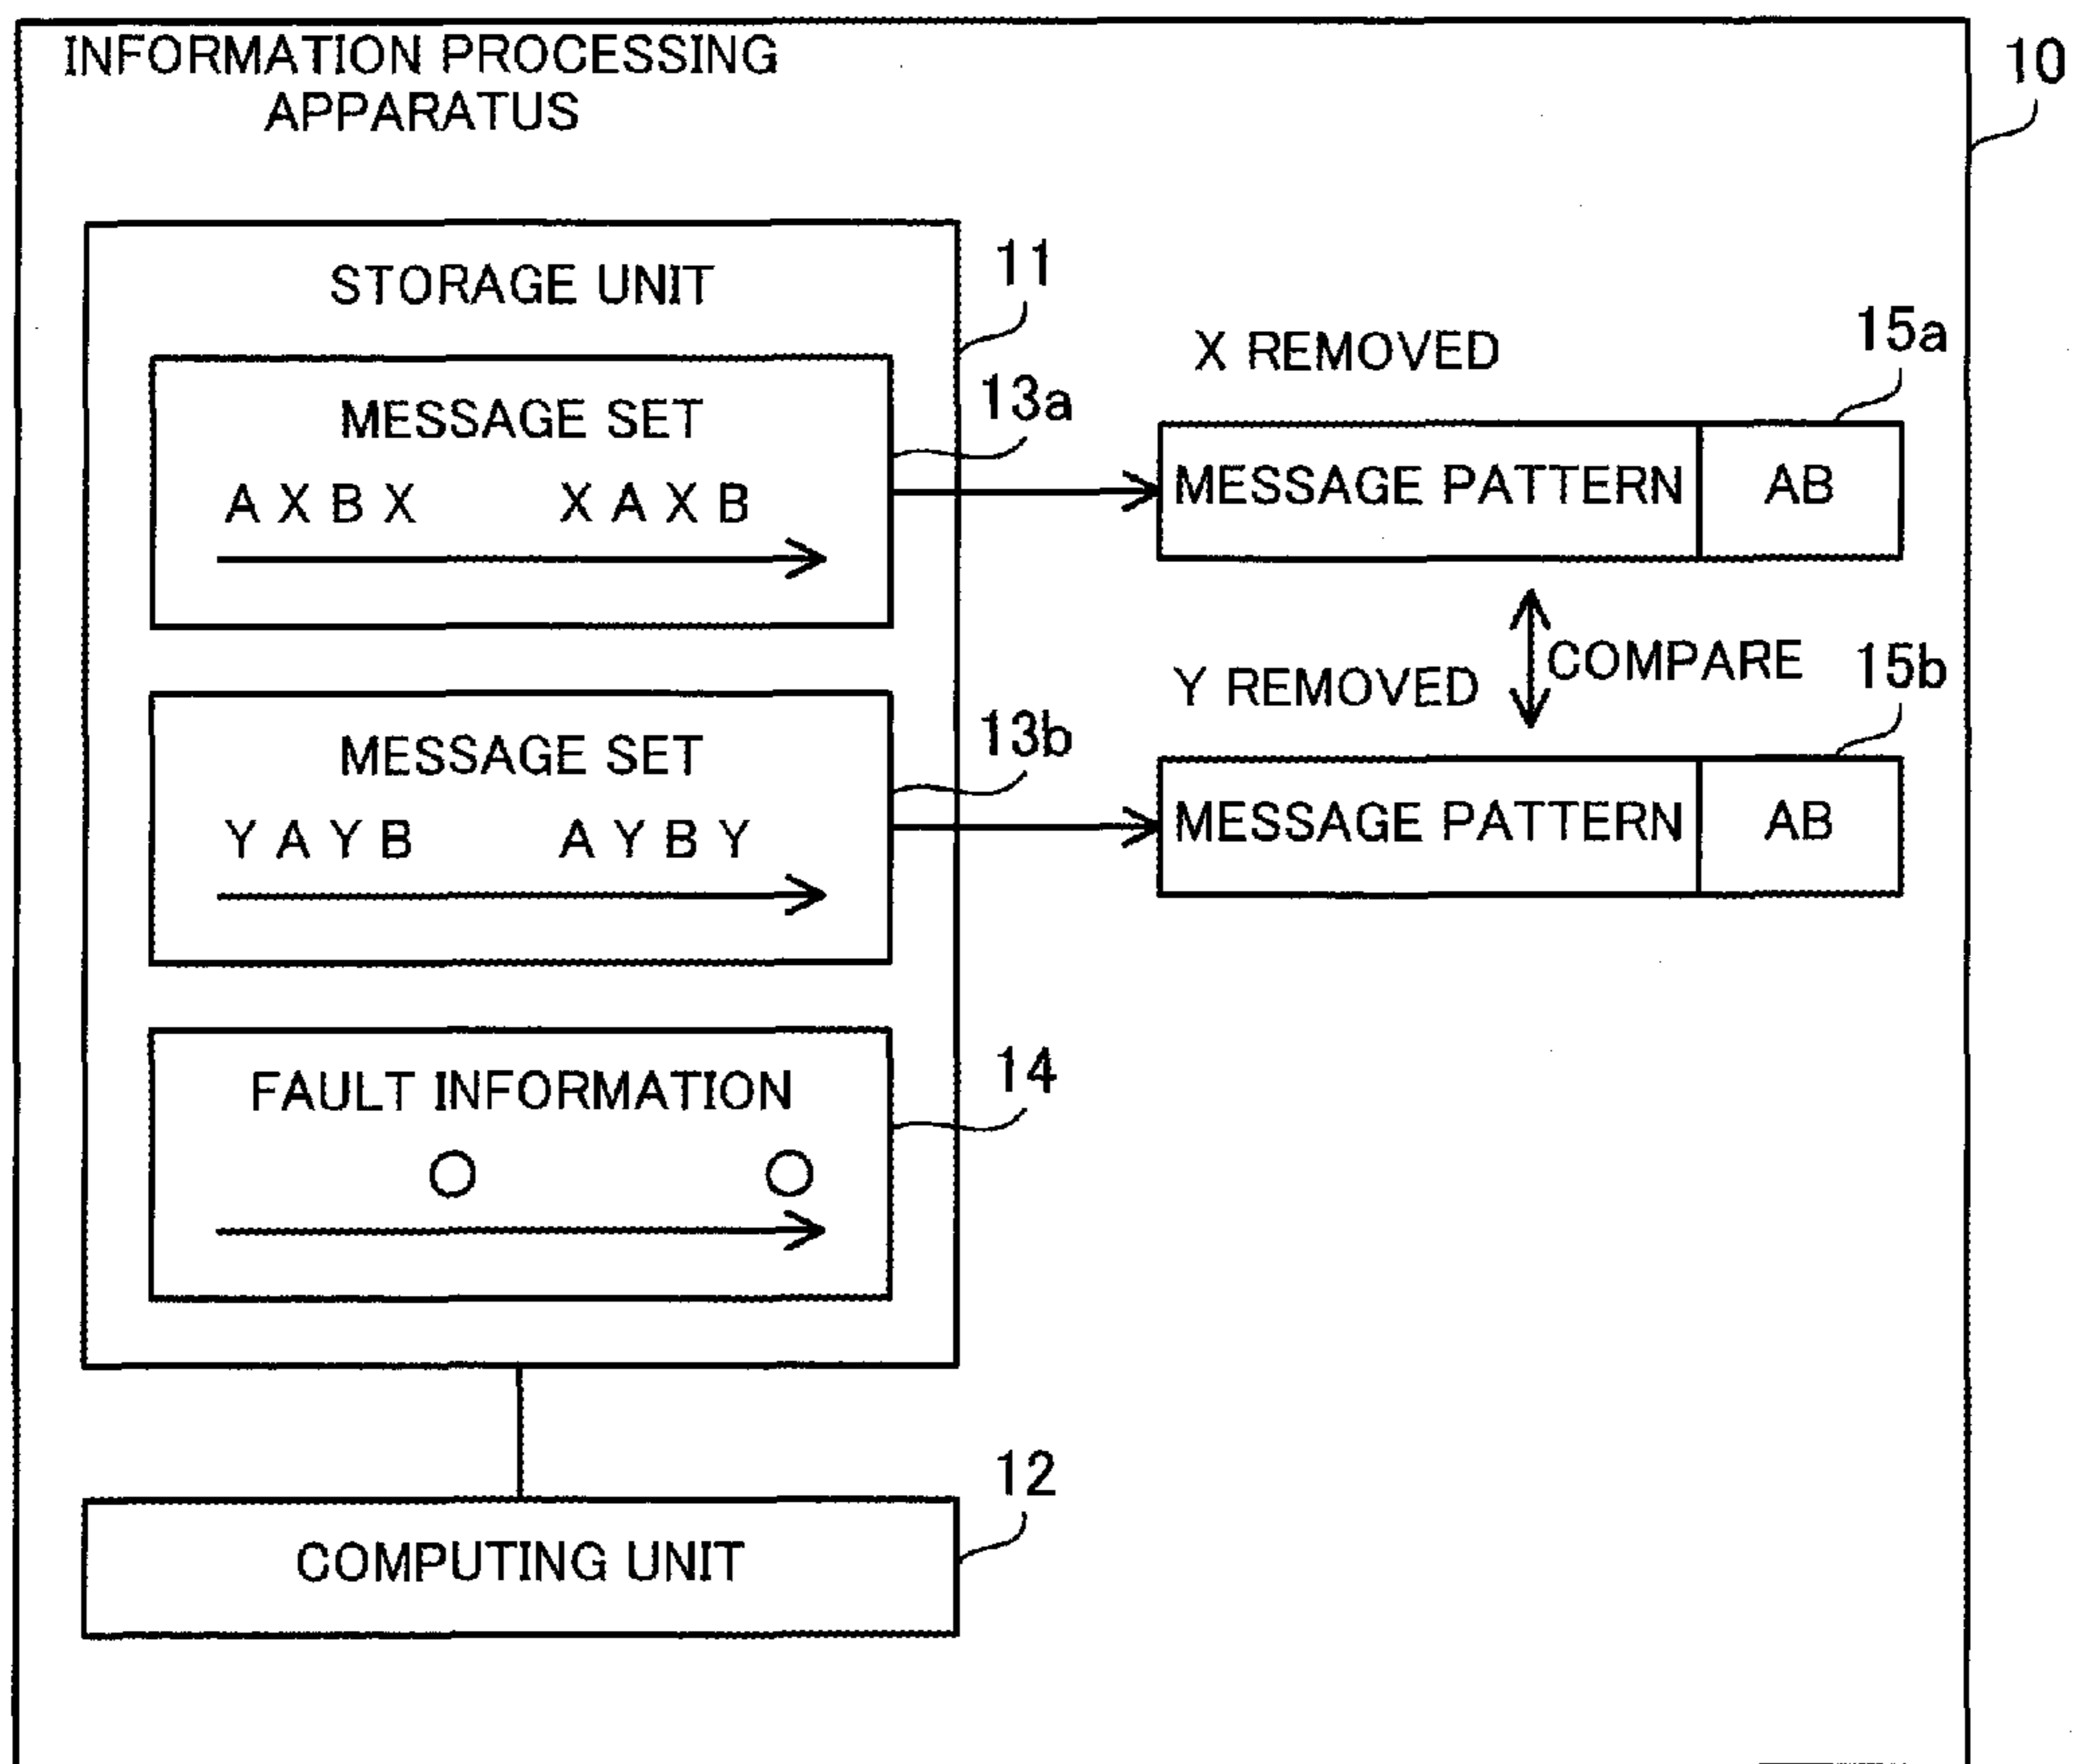 INFORMATION PROCESSING
APPARATUS
10
STORAGE UNIT
11
MESSAGE SET
13a
A X B X X A X B
X REMOVED
15a
MESSAGE PATTERN AB
COMPARE
MESSAGE SET
13b
Y A Y B A Y B Y
Y REMOVED
15b
MESSAGE PATTERN AB
FAULT INFORMATION
14
COMPUTING UNIT
12